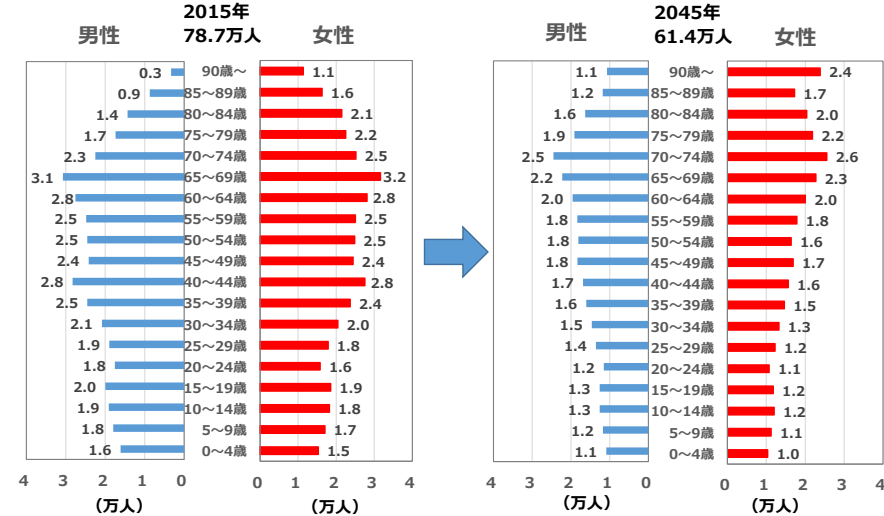 2015年
78.7万人
男性 女性
0.3 90歳～ 1.1
0.9 85～89歳 1.6
1.4 80～84歳 2.1
1.7 75～79歳 2.2
2.3 70～74歳 2.5
3.1 65～69歳 3.2
2.8 60～64歳 2.8
2.5 55～59歳 2.5
2.5 50～54歳 2.5
2.4 45～49歳 2.4
2.8 40～44歳 2.8
2.5 35～39歳 2.4
2.1 30～34歳 2.0
1.9 25～29歳 1.8
1.8 20～24歳 1.6
2.0 15～19歳 1.9
1.9 10～14歳 1.8
1.8 5～9歳 1.7
1.6 0～4歳 1.5
4 3 2 1 0 0 1 2 3 4
（万人） （万人）
2045年
61.4万人
男性 女性
1.1 90歳～ 2.4
1.2 85～89歳 1.7
1.6 80～84歳 2.0
1.9 75～79歳 2.2
2.5 70～74歳 2.6
2.2 65～69歳 2.3
2.0 60～64歳 2.0
1.8 55～59歳 1.8
1.8 50～54歳 1.6
1.8 45～49歳 1.7
1.7 40～44歳 1.6
1.6 35～39歳 1.5
1.5 30～34歳 1.3
1.4 25～29歳 1.2
1.2 20～24歳 1.1
1.3 15～19歳 1.2
1.3 10～14歳 1.2
1.2 5～9歳 1.1
1.1 0～4歳 1.0
4 3 2 1 0 0 1 2 3 4
（万人） （万人）